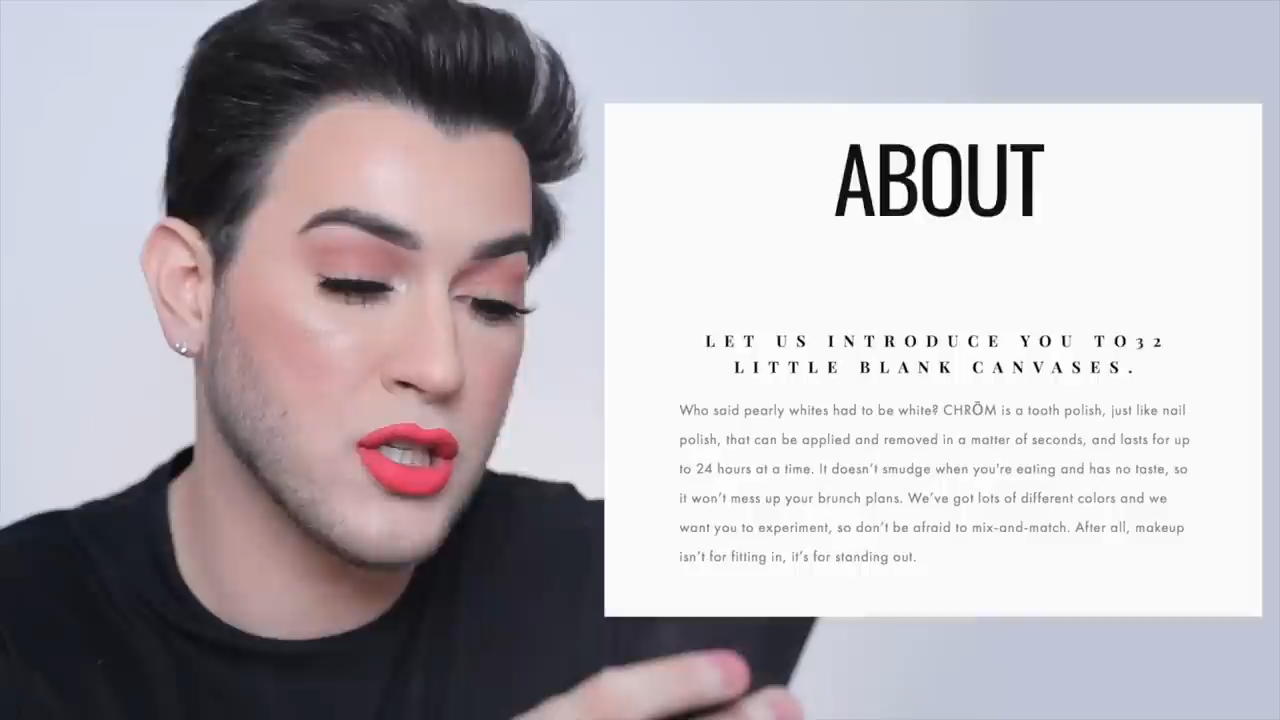 ABOUT
LET US INTRODUCE YOU TO32
LITTLE BLANK CANVASES.
Who said pearly whites had to be white? CHRŌM is a tooth polish, just like nail
polish, that can be applied and removed in a matter of seconds, and lasts for up
to 24 hours at a time. It doesn't smudge when you're eating and has no taste, so
it won't mess up your brunch plans. We've got lots of different colors and we
want you to experiment, so don't be afraid to mix-and-match. After all, makeup
isn't for fitting in, it's for standing out.